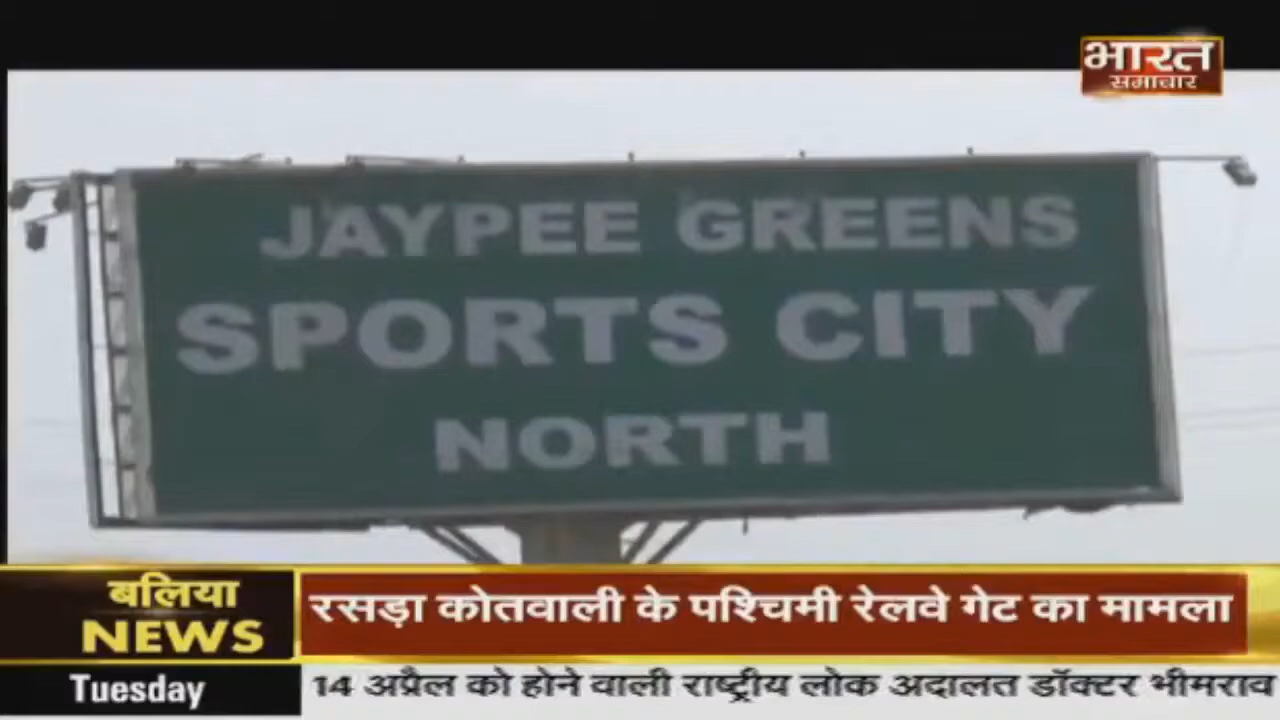 भारत
समाचार
JAYPEE GREENS
SPORTS CITY
NORTH
बलिया
NEWS
रसड़ा कोतवाली के पश्चिमी रेलवे गेट का मामला
Tuesday
14 अप्रैल को होने वाली राष्ट्रीय लोक अदालत डॉक्टर भीमराव